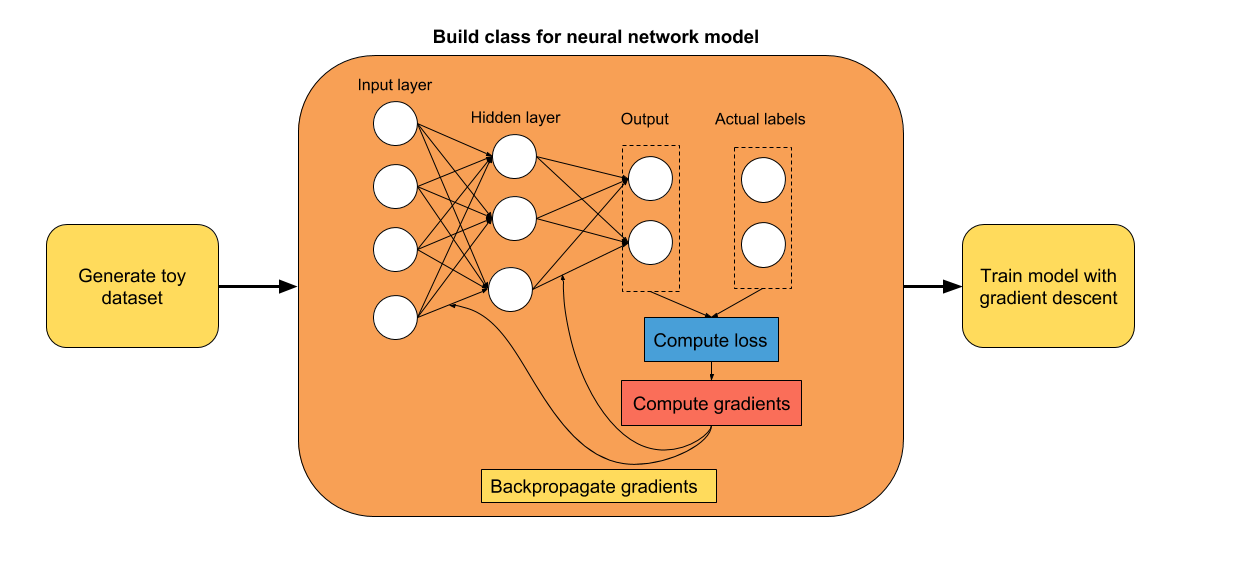 Build class for neural network model
Input layer
Hidden layer
Output
Actual labels
Generate toy
dataset
Train model with
gradient descent
Compute loss
Compute gradients
Backpropagate gradients